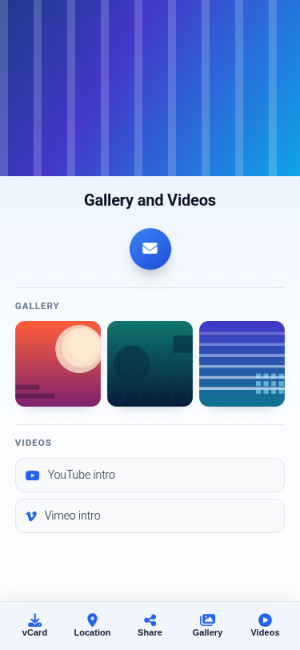 Gallery and Videos
GALLERY
VIDEOS
YouTube intro
Vimeo intro
vCard
Location
Share
Gallery
Videos